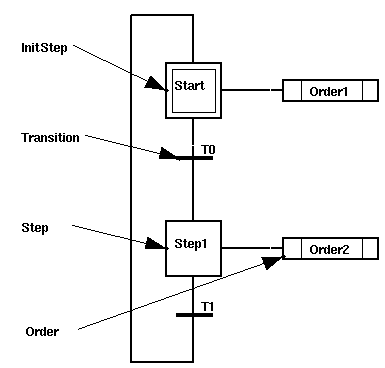 InitStep
Start
Order1
Transition
T0
Step
Step1
Order2
T1
Order